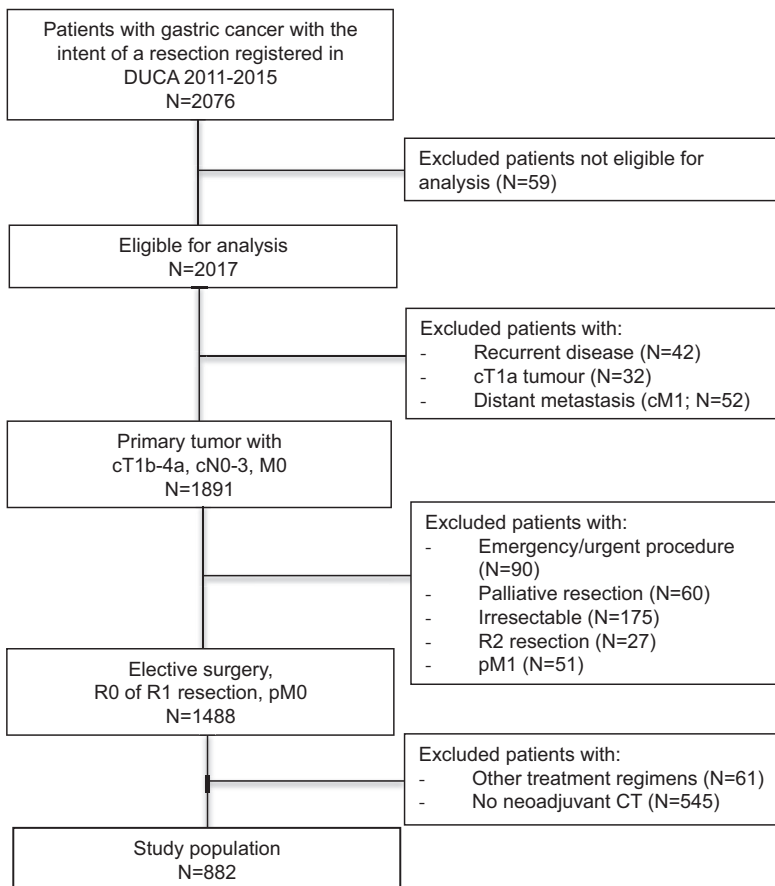 Patients with gastric cancer with the
intent of a resection registered in
DUCA 2011-2015
N=2076
Excluded patients not eligible for
analysis (N=59)
Eligible for analysis
N=2017
Excluded patients with:
- Recurrent disease (N=42)
- cT1a tumour (N=32)
- Distant metastasis (cM1; N=52)
Primary tumor with
cT1b-4a, cN0-3, M0
N=1891
Excluded patients with:
- Emergency/urgent procedure
(N=90)
- Palliative resection (N=60)
- Irresectable (N=175)
- R2 resection (N=27)
- pM1 (N=51)
Elective surgery,
R0 of R1 resection, pM0
N=1488
Excluded patients with:
- Other treatment regimens (N=61)
- No neoadjuvant CT (N=545)
Study population
N=882